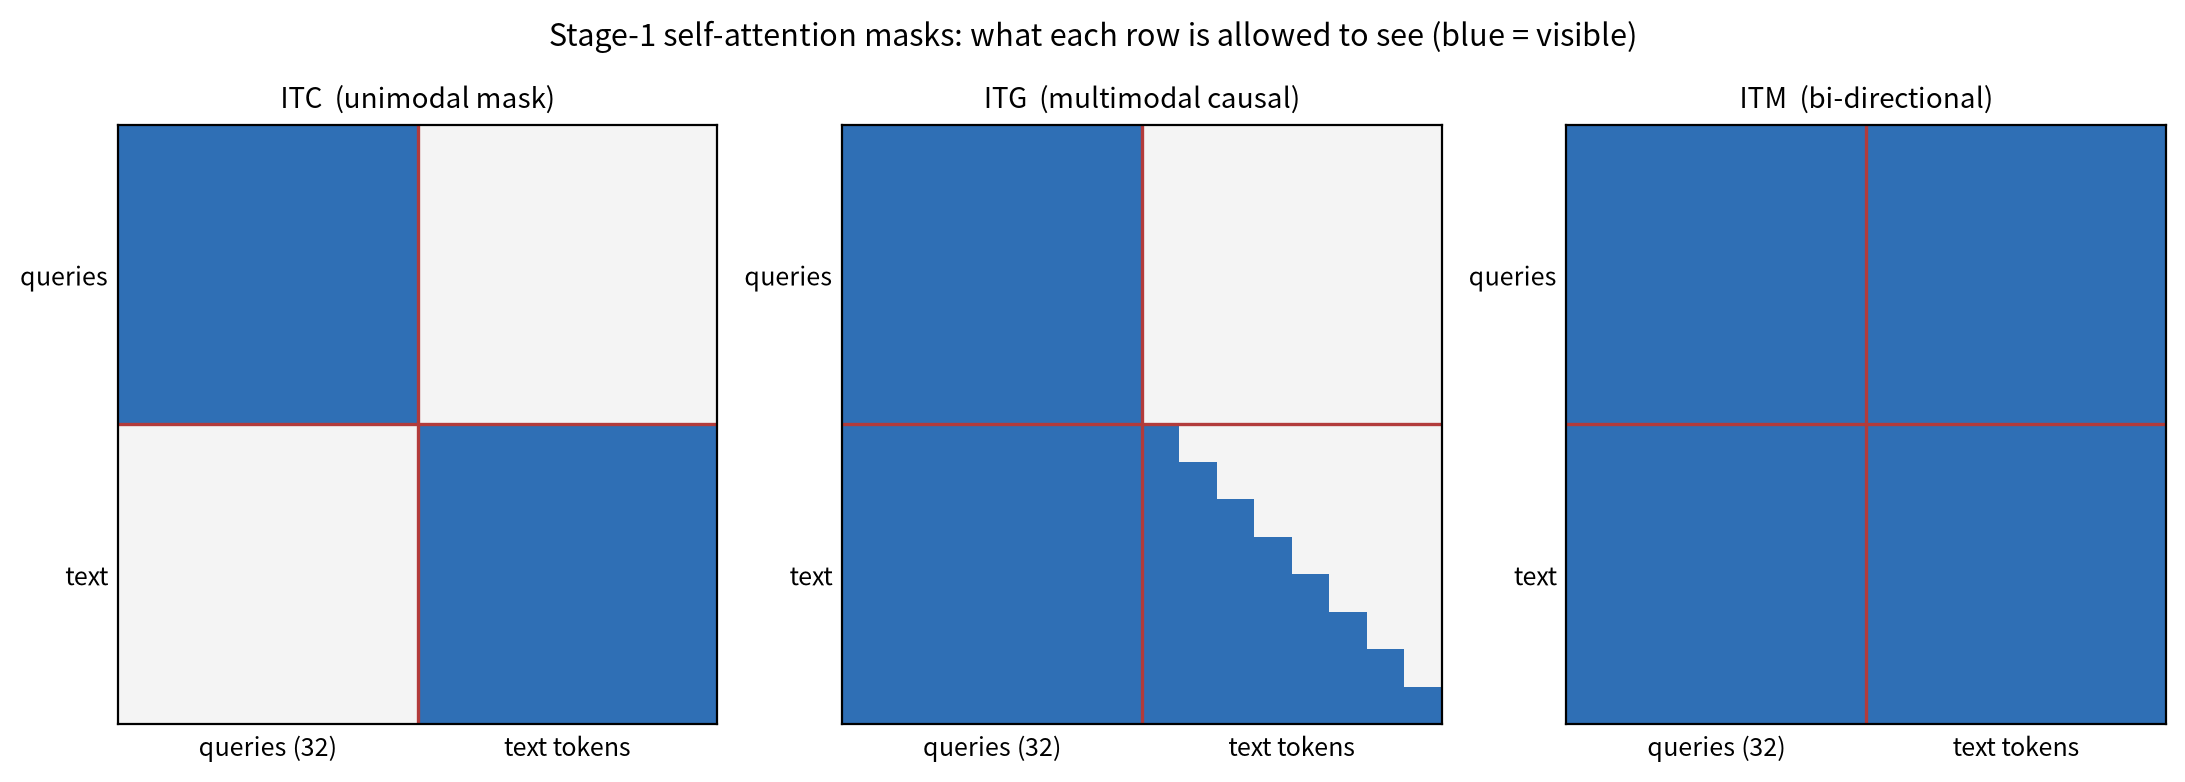 Stage-1 self-attention masks: what each row is allowed to see (blue = visible)
ITC (unimodal mask)
queries
text
queries (32)
text tokens
ITG (multimodal causal)
queries
text
queries (32)
text tokens
ITM (bi-directional)
queries
text
queries (32)
text tokens